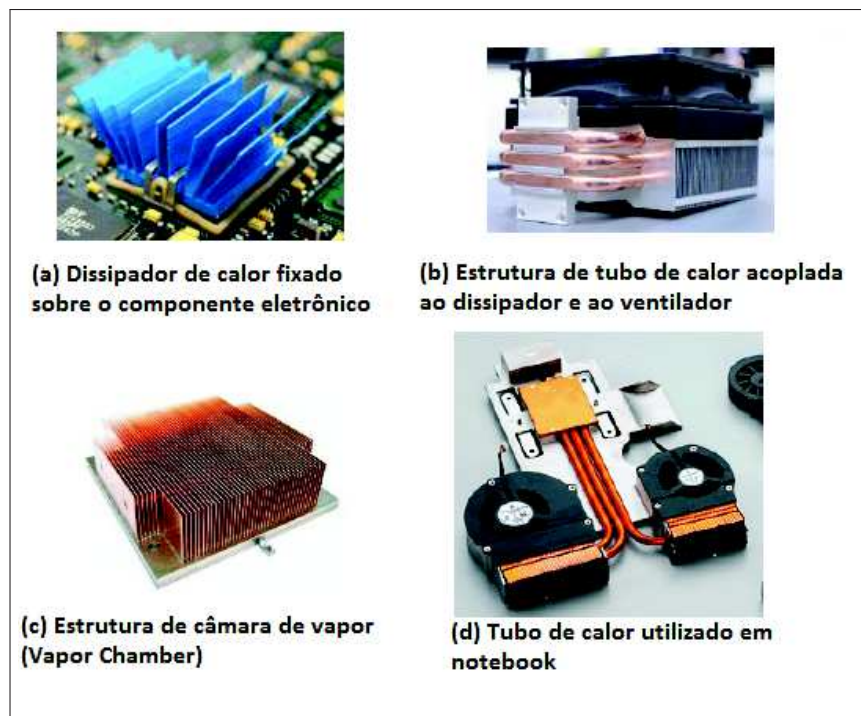 (a) Dissipador de calor fixado
sobre o componente eletrônico
(b) Estrutura de tubo de calor acoplada
ao dissipador e ao ventilador
(c) Estrutura de câmara de vapor
(Vapor Chamber)
(d) Tubo de calor utilizado em
notebook